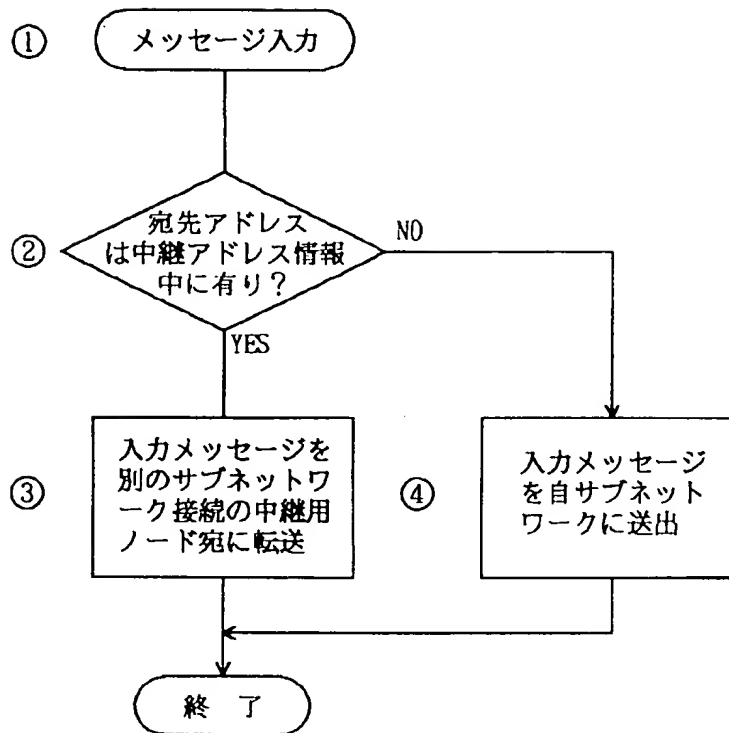 ① メッセージ入力
② 宛先アドレス
は中継アドレス情報
中に有り?
NO
YES
③ 入力メッセージを
別のサブネットワ
ーク接続の中継用
ノード宛に転送
④ 入力メッセージ
を自サブネット
ワークに送出
終 了